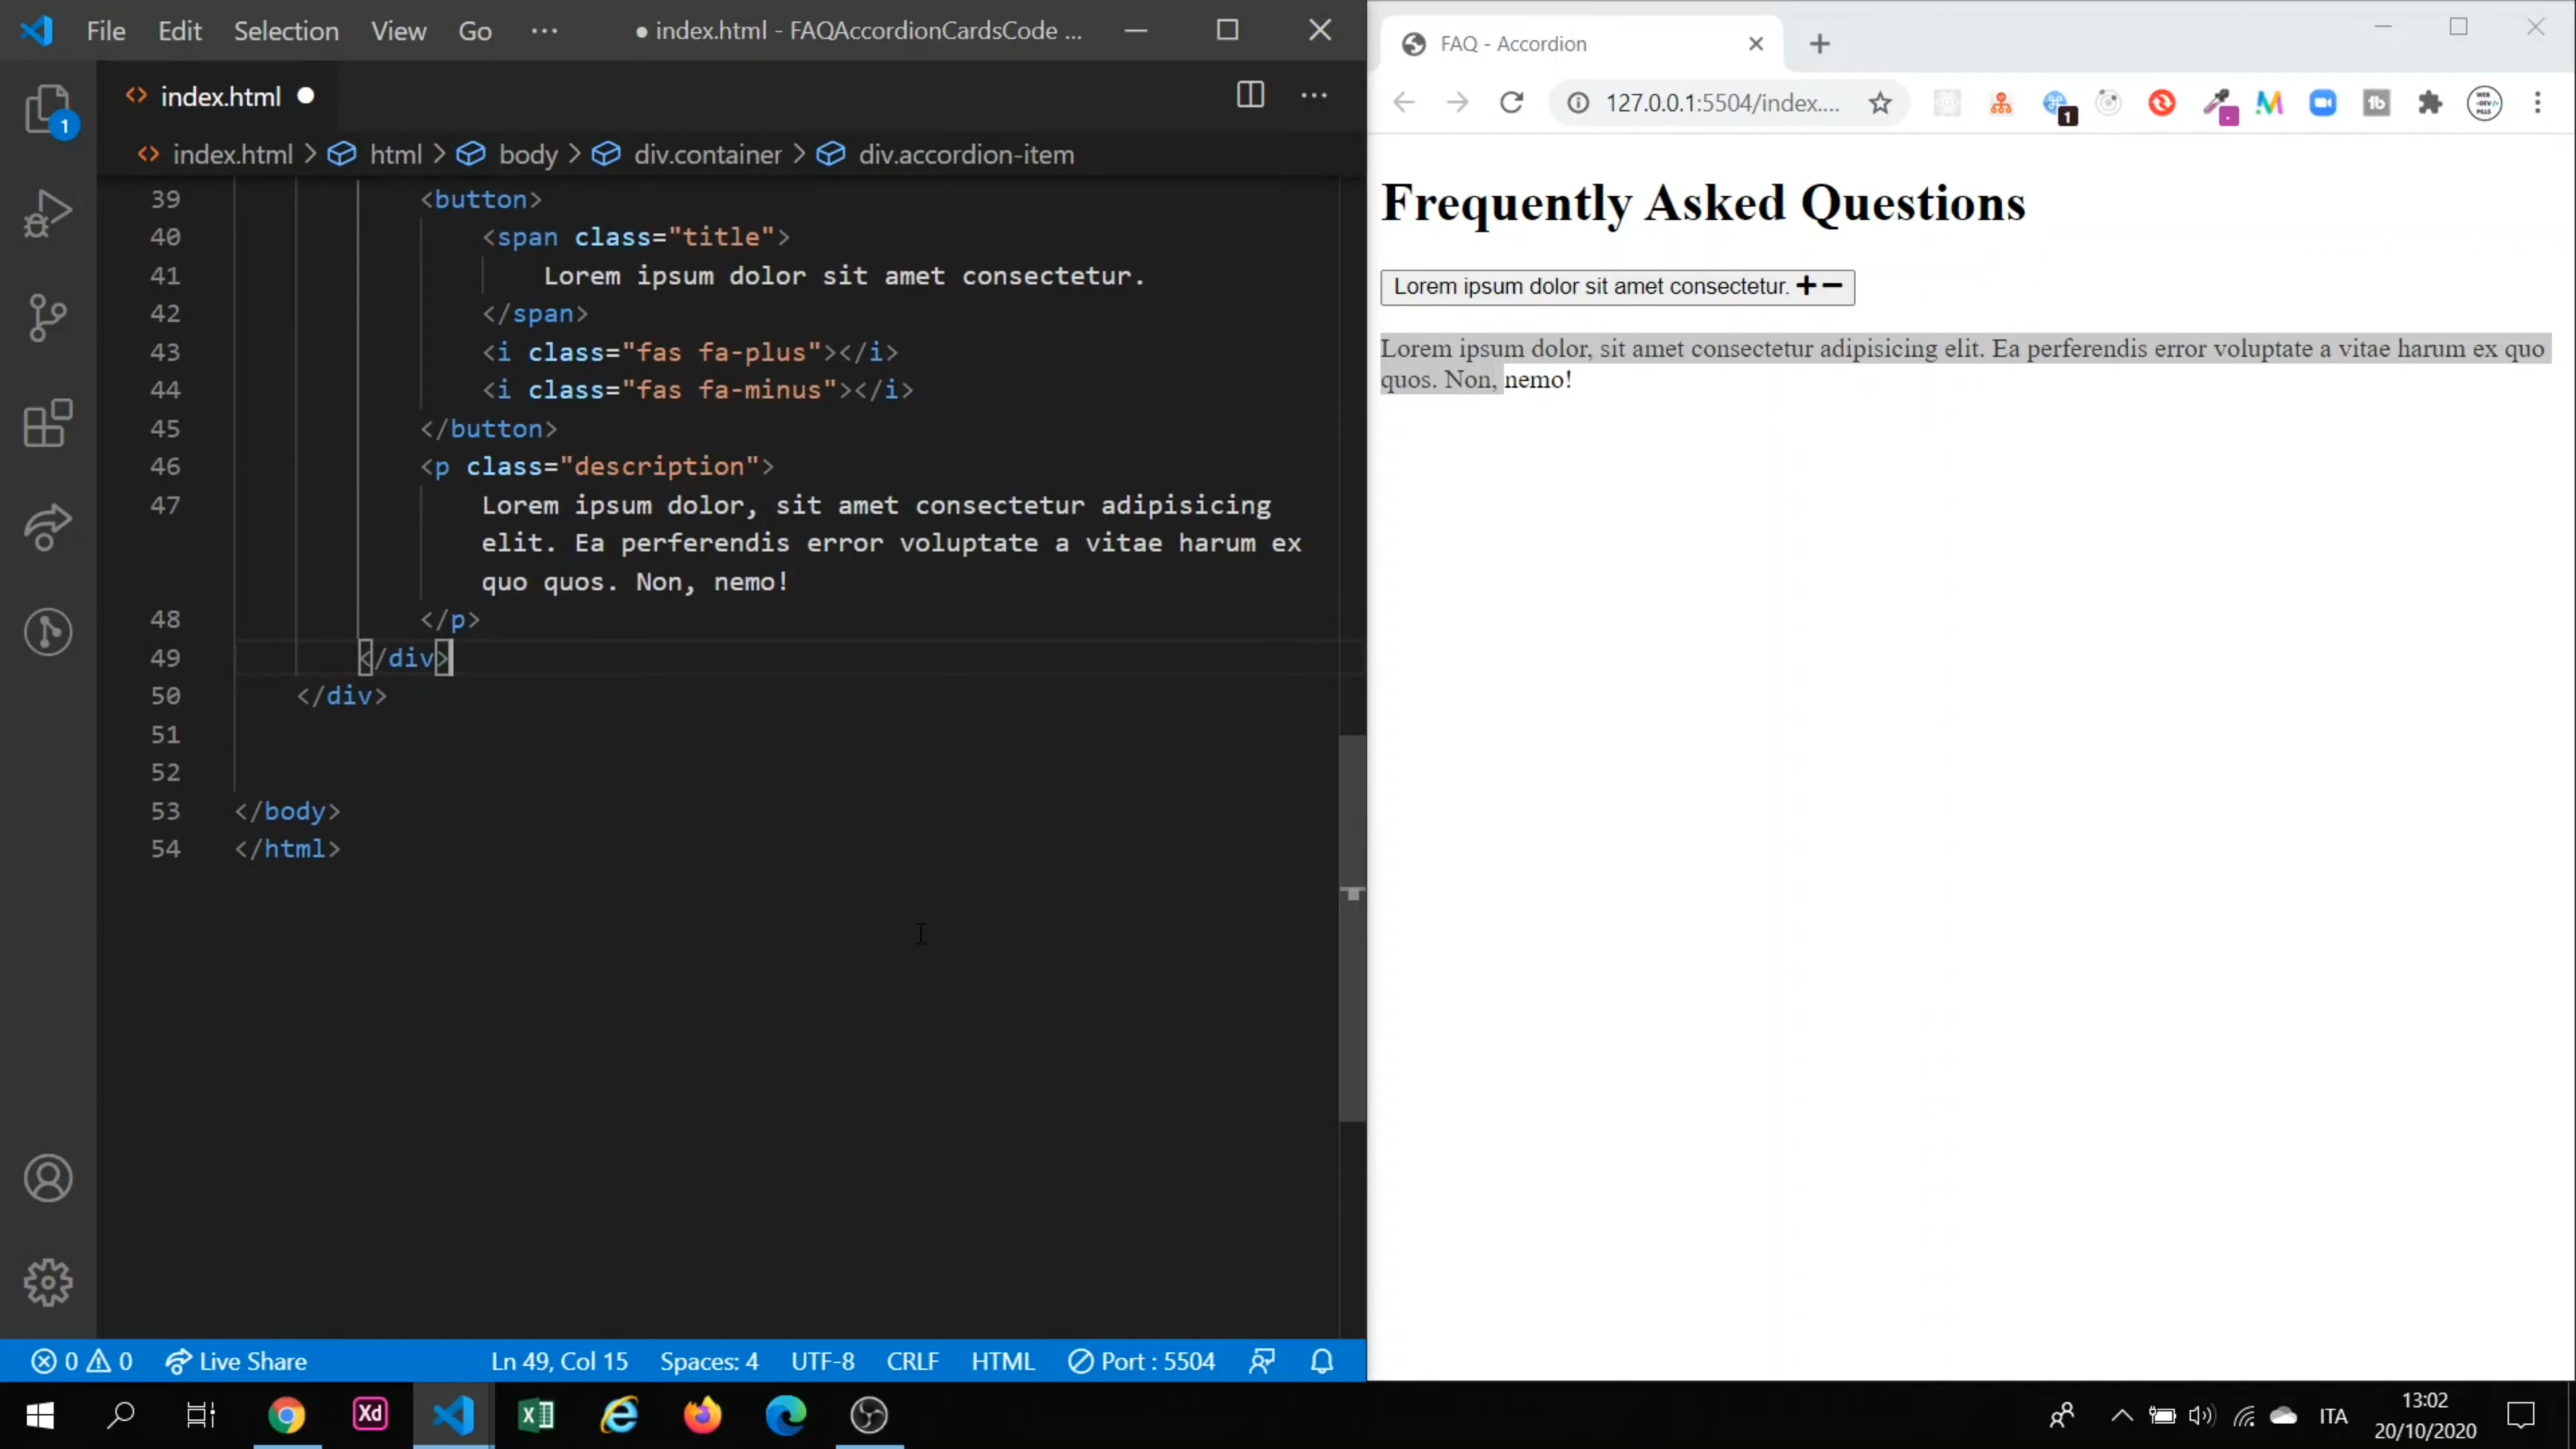 File Edit Selection View Go ··· ● index.html - FAQAccordionCardsCode ...
1
<> index.html ●
<> index.html > html > body > div.container > div.accordion-item
39 <button>
40 <span class="title">
41 Lorem ipsum dolor sit amet consectetur.
42 </span>
43 <i class="fas fa-plus"></i>
44 <i class="fas fa-minus"></i>
45 </button>
46 <p class="description">
47 Lorem ipsum dolor, sit amet consectetur adipisicing
elit. Ea perferendis error voluptate a vitae harum ex
quo quos. Non, nemo!
48 </p>
49 </div>
50 </div>
51
52
53 </body>
54 </html>
0 0 Live Share Ln 49, Col 15 Spaces: 4 UTF-8 CRLF HTML Port : 5504
FAQ - Accordion
127.0.0.1:5504/index....
1
tb
WEB
DEV
PILLS
Frequently Asked Questions
Lorem ipsum dolor sit amet consectetur.
Lorem ipsum dolor, sit amet consectetur adipisicing elit. Ea perferendis error voluptate a vitae harum ex quo
quos. Non, nemo!
Xd
ITA
13:02
20/10/2020